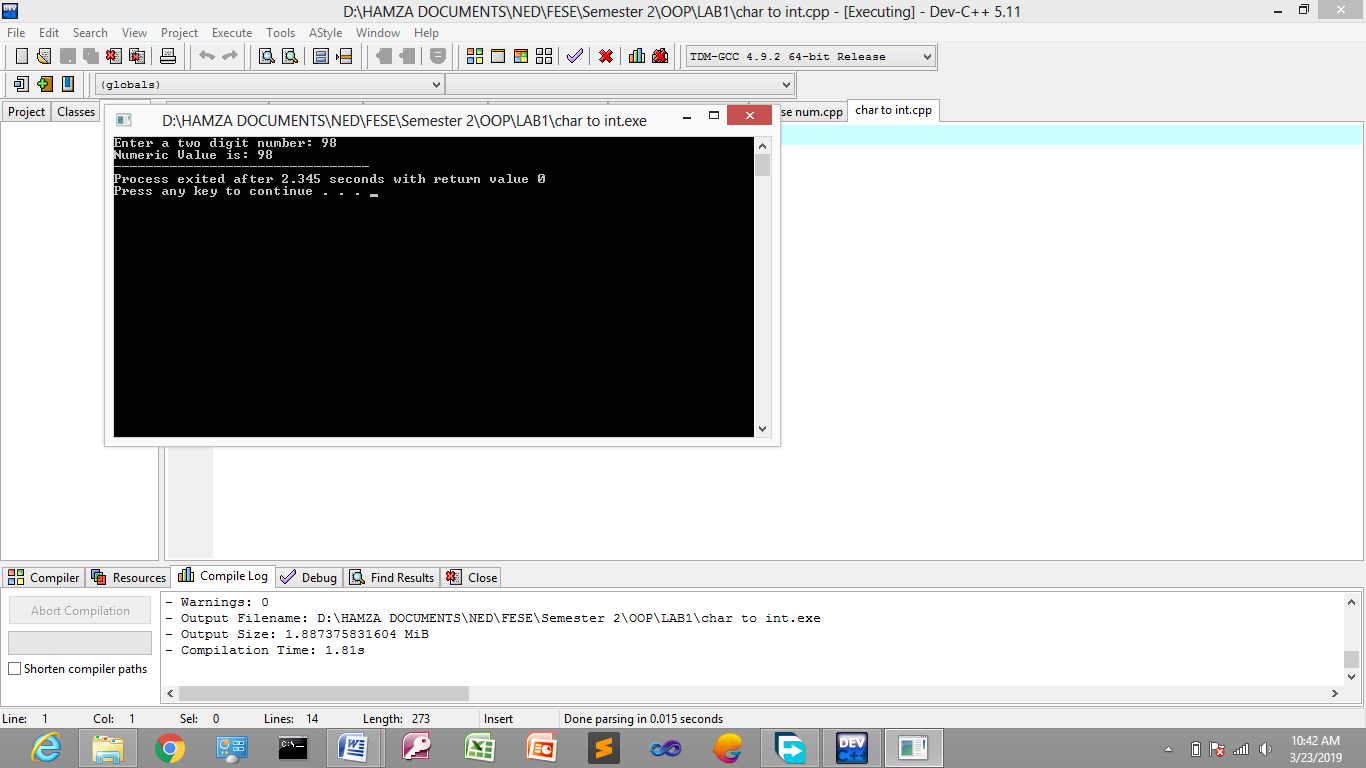 D:\HAMZA DOCUMENTS\NED\FESE\Semester 2\OOP\LAB1\char to int.cpp - [Executing] - Dev-C++ 5.11
File Edit Search View Project Execute Tools AStyle Window Help
TDM-GCC 4.9.2 64-bit Release
(globals)
Project Classes se num.cpp char to int.cpp
D:\HAMZA DOCUMENTS\NED\FESE\Semester 2\OOP\LAB1\char to int.exe
Enter a two digit number: 98
Numeric Value is: 98
--------------------------------
Process exited after 2.345 seconds with return value 0
Press any key to continue . . . _
Compiler Resources Compile Log Debug Find Results Close
Abort Compilation
Shorten compiler paths
- Warnings: 0
- Output Filename: D:\HAMZA DOCUMENTS\NED\FESE\Semester 2\OOP\LAB1\char to int.exe
- Output Size: 1.887375831604 MiB
- Compilation Time: 1.81s
Line: 1 Col: 1 Sel: 0 Lines: 14 Length: 273 Insert Done parsing in 0.015 seconds
DEV C++
10:42 AM
3/23/2019